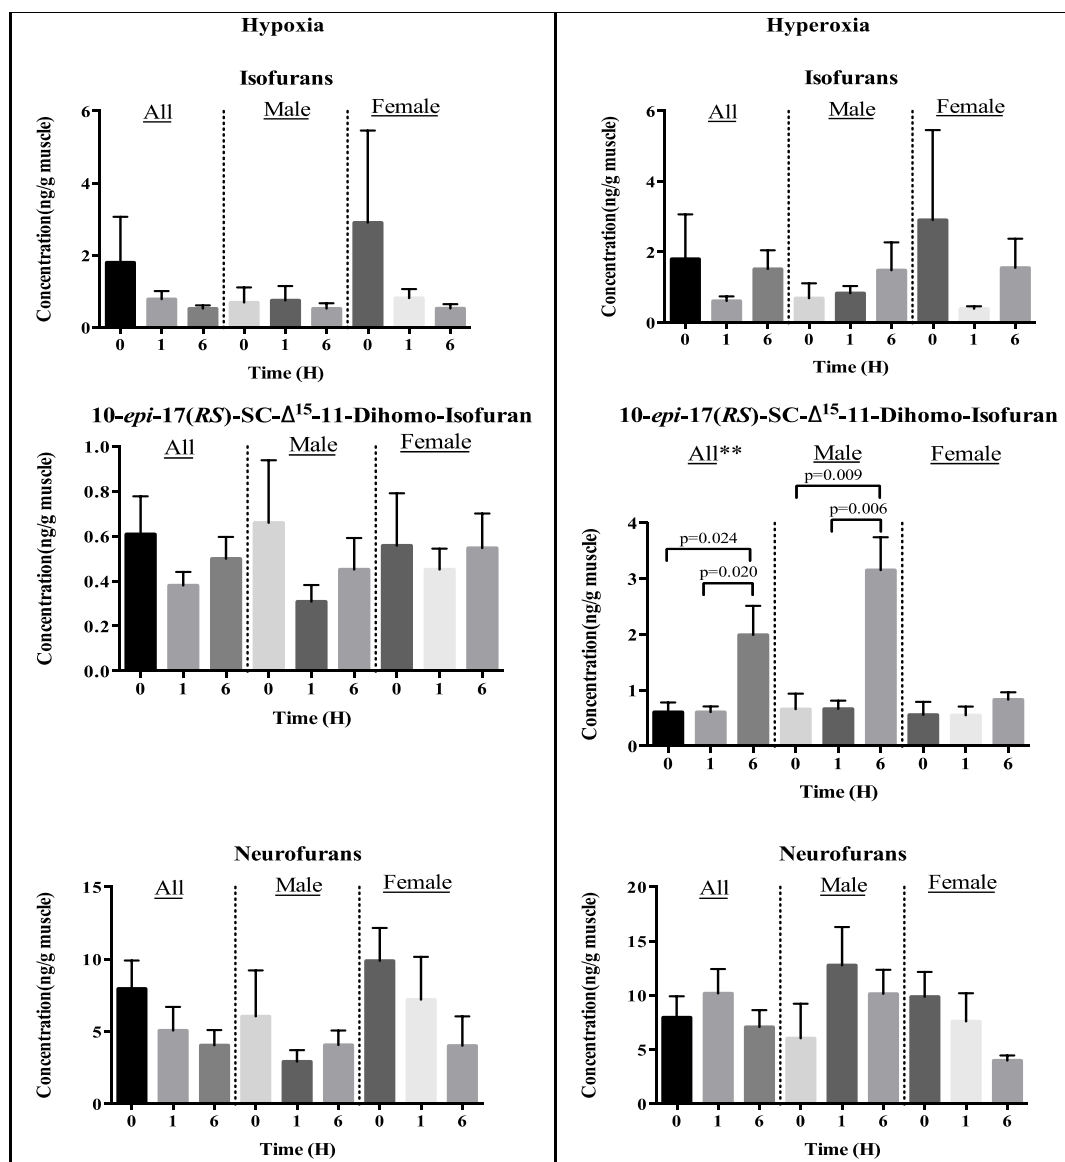 Hypoxia
Isofurans
All Male Female
6
4
2
0
Concentration(ng/g muscle)
0 1 6 0 1 6 0 1 6
Time (H)
10-epi-17(RS)-SC-Δ15-11-Dihomo-Isofuran
All Male Female
1.0
0.8
0.6
0.4
0.2
0.0
Concentration(ng/g muscle)
0 1 6 0 1 6 0 1 6
Time (H)
Neurofurans
All Male Female
15
10
5
0
Concentration(ng/g muscle)
0 1 6 0 1 6 0 1 6
Time (H)
Hyperoxia
Isofurans
All Male Female
6
4
2
0
Concentration(ng/g muscle)
0 1 6 0 1 6 0 1 6
Time (H)
10-epi-17(RS)-SC-Δ15-11-Dihomo-Isofuran
All** Male Female
p=0.009
p=0.006
p=0.024
p=0.020
4
3
2
1
0
Concentration(ng/g muscle)
0 1 6 0 1 6 0 1 6
Time (H)
Neurofurans
All Male Female
20
15
10
5
0
Concentration(ng/g muscle)
0 1 6 0 1 6 0 1 6
Time (H)